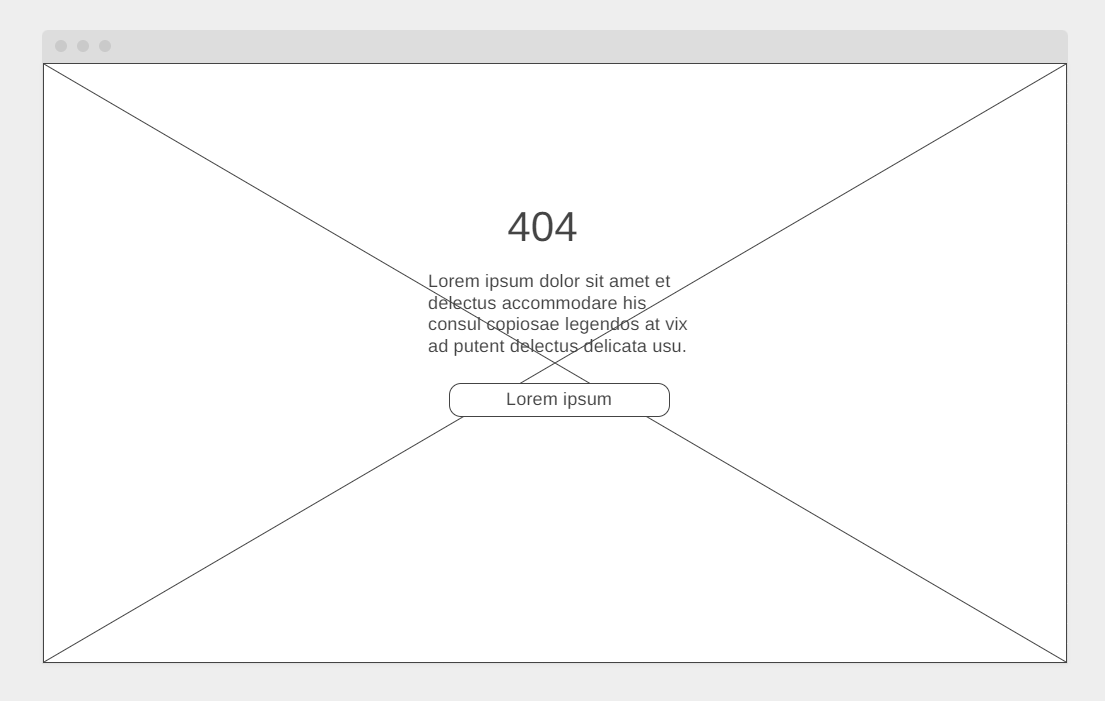 404
Lorem ipsum dolor sit amet et
delectus accommodare his
consul copiosae legendos at vix
ad putent delectus delicata usu.
Lorem ipsum